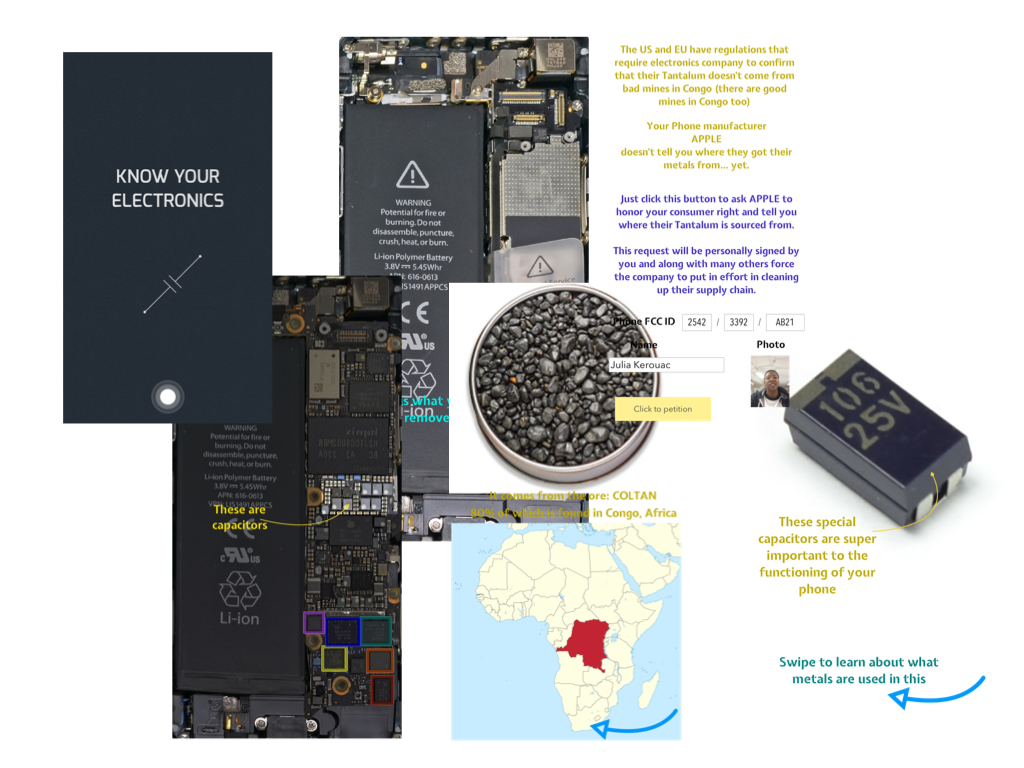 KNOW YOUR
ELECTRONICS
WARNING
Potential for fire or
burning. Do not
disassemble, puncture,
crush, heat, or burn.
Li-ion Polymer Battery
3.8V 5.45Whr
APN: 616-0613
US
what
remove
Li-ion
WARNING
Potential for fire or
burning. Do not
disassemble, puncture,
crush, heat, or burn.
Li-ion Polymer Battery
3.8V 5.45Whr
APN: 616-0613
These are
capacitors
US
Li-ion
The US and EU have regulations that
require electronics company to confirm
that their Tantalum doesn't come from
bad mines in Congo (there are good
mines in Congo too)
Your Phone manufacturer
APPLE
doesn't tell you where they got their
metals from... yet.
Just click this button to ask APPLE to
honor your consumer right and tell you
where their Tantalum is sourced from.
This request will be personally signed by
you and along with many others force
the company to put in effort in cleaning
up their supply chain.
Phone FCC ID 2542 / 3392 / AB21
Name Photo
Julia Kerouac
Click to petition
It comes from the ore: COLTAN
80% of which is found in Congo, Africa
25V
These special
capacitors are super
important to the
functioning of your
phone
Swipe to learn about what
metals are used in this